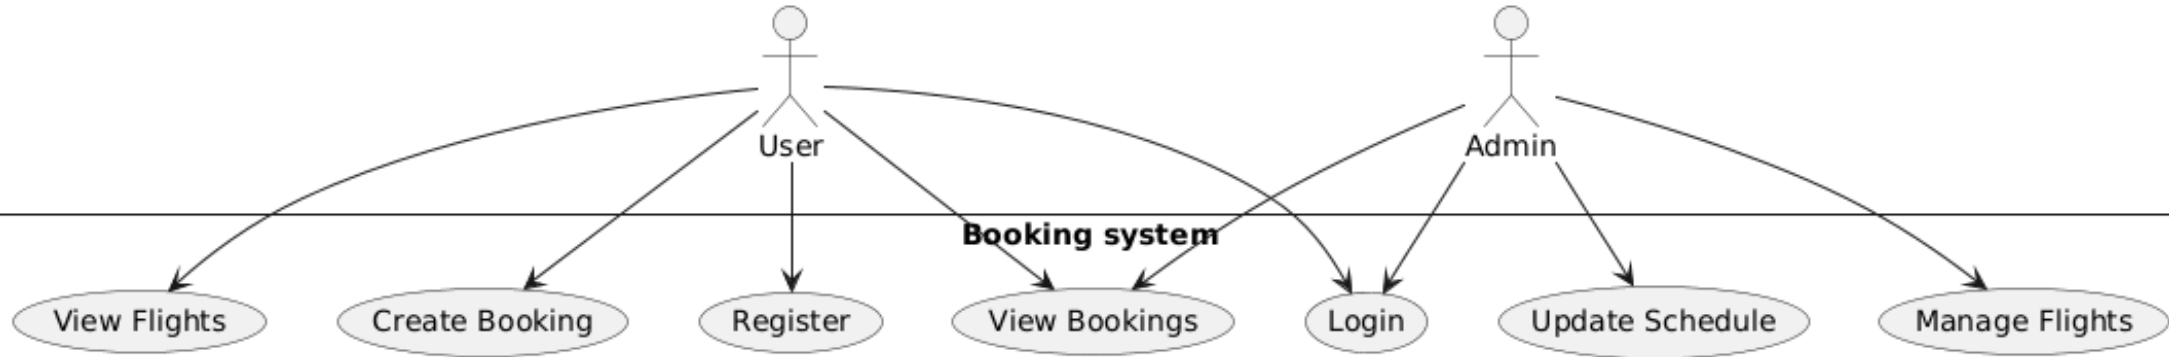 User
Admin
Booking system
View Flights
Create Booking
Register
View Bookings
Login
Update Schedule
Manage Flights